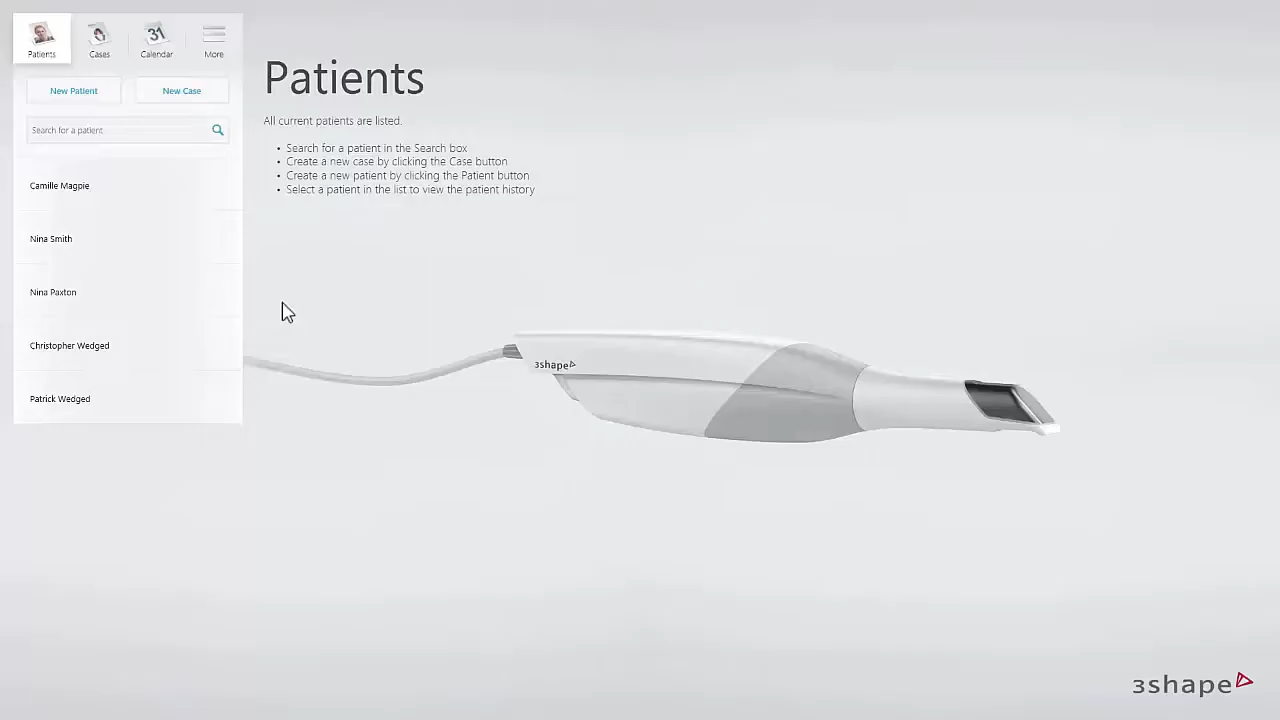 Patients
Cases
31
Calendar
More
New Patient
New Case
Search for a patient
Camille Magpie
Nina Smith
Nina Paxton
Christopher Wedged
Patrick Wedged
Patients
All current patients are listed.
• Search for a patient in the Search box
• Create a new case by clicking the Case button
• Create a new patient by clicking the Patient button
• Select a patient in the list to view the patient history
3shape
3shape